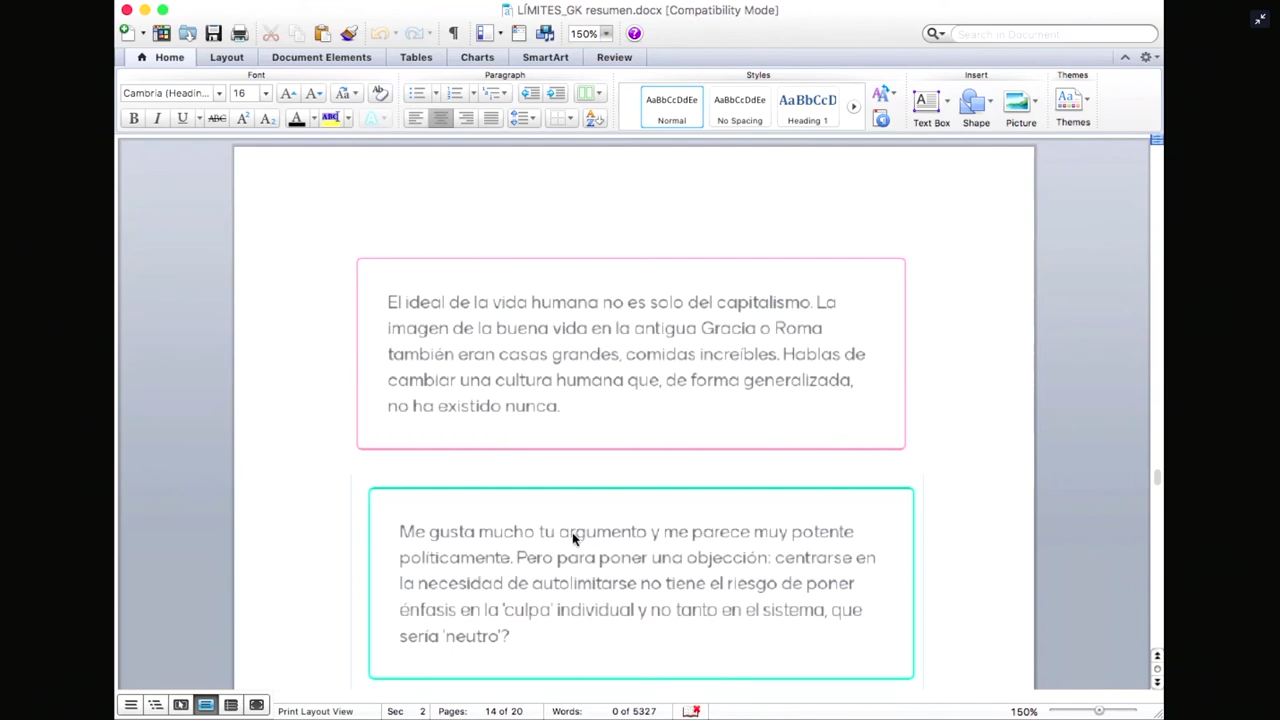 LÍMITES_GK resumen.docx [Compatibility Mode]
150%
Search in Document
Home Layout Document Elements Tables Charts SmartArt Review
Font Paragraph Styles Insert Themes
Cambria (Headin... 16 Aa
AaBbCcDdEe AaBbCcDdEe AaBbCcD
Normal No Spacing Heading 1 Text Box Shape Picture Themes
B I U ABC A² A₂ A ABC A
El ideal de la vida humana no es solo del capitalismo. La
imagen de la buena vida en la antigua Gracia o Roma
también eran casas grandes, comidas increíbles. Hablas de
cambiar una cultura humana que, de forma generalizada,
no ha existido nunca.
Me gusta mucho tu argumento y me parece muy potente
políticamente. Pero para poner una objección: centrarse en
la necesidad de autolimitarse no tiene el riesgo de poner
énfasis en la 'culpa' individual y no tanto en el sistema, que
sería 'neutro'?
Print Layout View Sec 2 Pages: 14 of 20 Words: 0 of 5327 150%